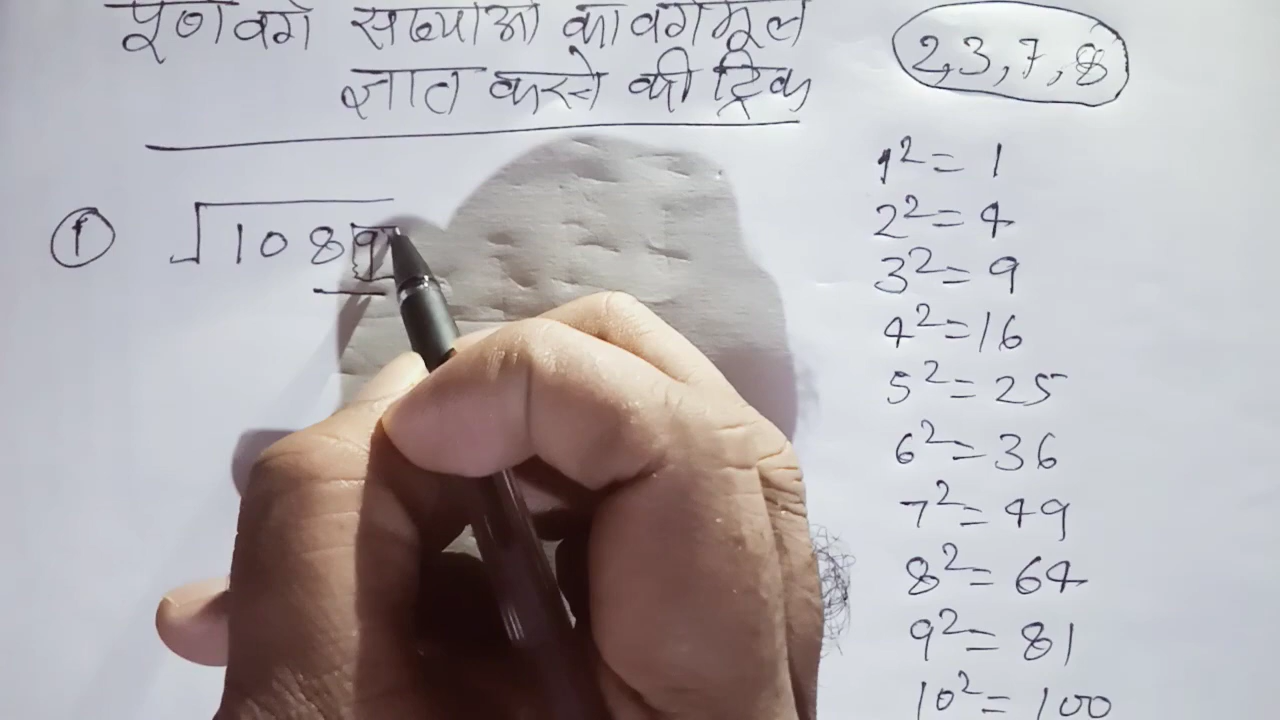 पूर्ण वर्ग संख्याओं का वर्गमूल
ज्ञात करने की ट्रिक
2,3,7,8
① √1089
1² = 1
2² = 4
3² = 9
4² = 16
5² = 25
6² = 36
7² = 49
8² = 64
9² = 81
10² = 100